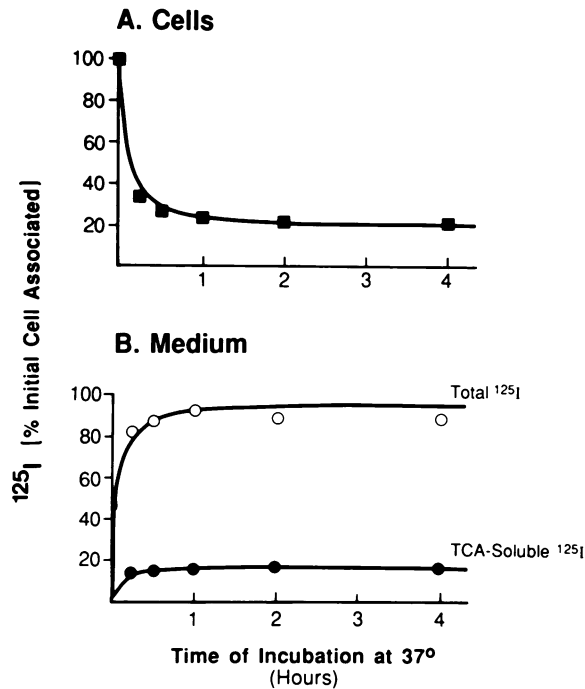 A. Cells
100
80
60
40
20
1 2 3 4
¹²⁵I [% Initial Cell Associated]
B. Medium
100
80
60
40
20
Total ¹²⁵I
TCA-Soluble ¹²⁵I
1 2 3 4
Time of Incubation at 37º
(Hours)